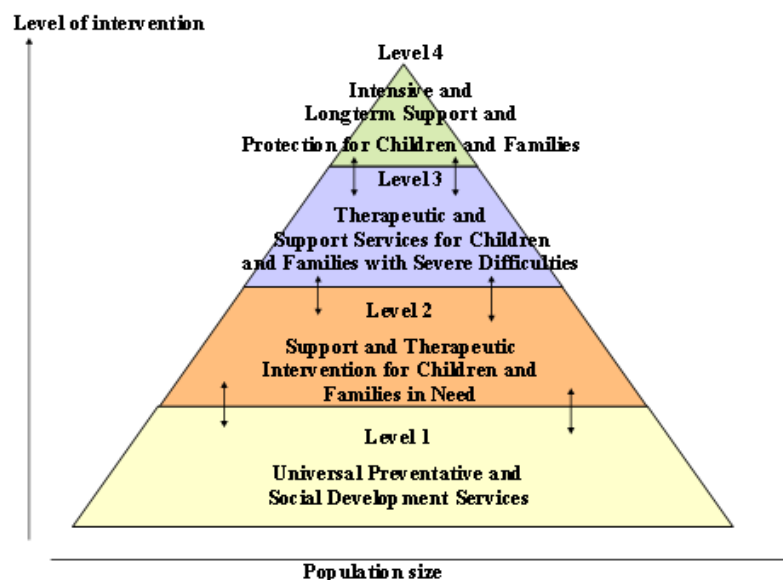 Level of intervention
Level 4
Intensive and
Longterm Support and
Protection for Children and Families
Level 3
Therapeutic and
Support Services for Children
and Families with Severe Difficulties
Level 2
Support and Therapeutic
Intervention for Children and
Families in Need
Level 1
Universal Preventative and
Social Development Services
Population size